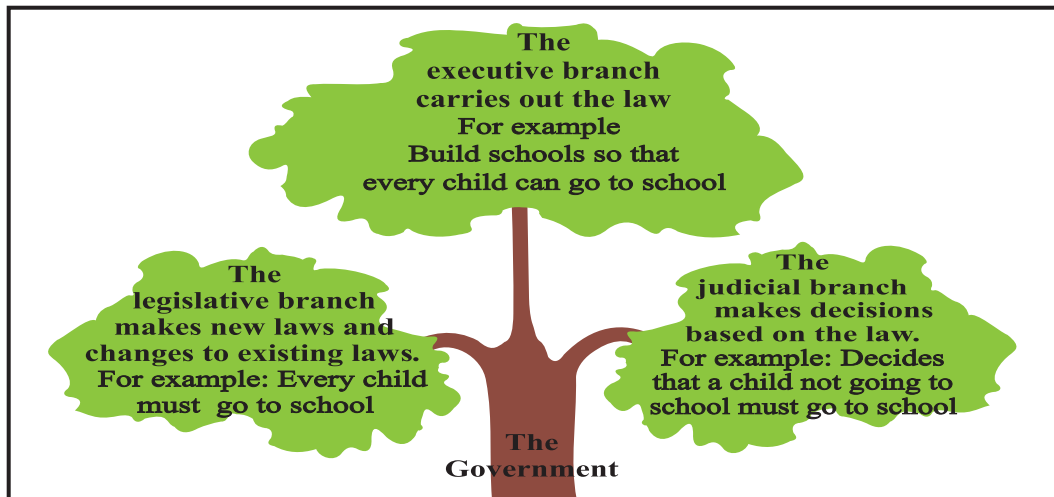 The
executive branch
carries out the law
For example
Build schools so that
every child can go to school
The
legislative branch
makes new laws and
changes to existing laws.
For example: Every child
must go to school
The
judicial branch
makes decisions
based on the law.
For example: Decides
that a child not going to
school must go to school
The
Government